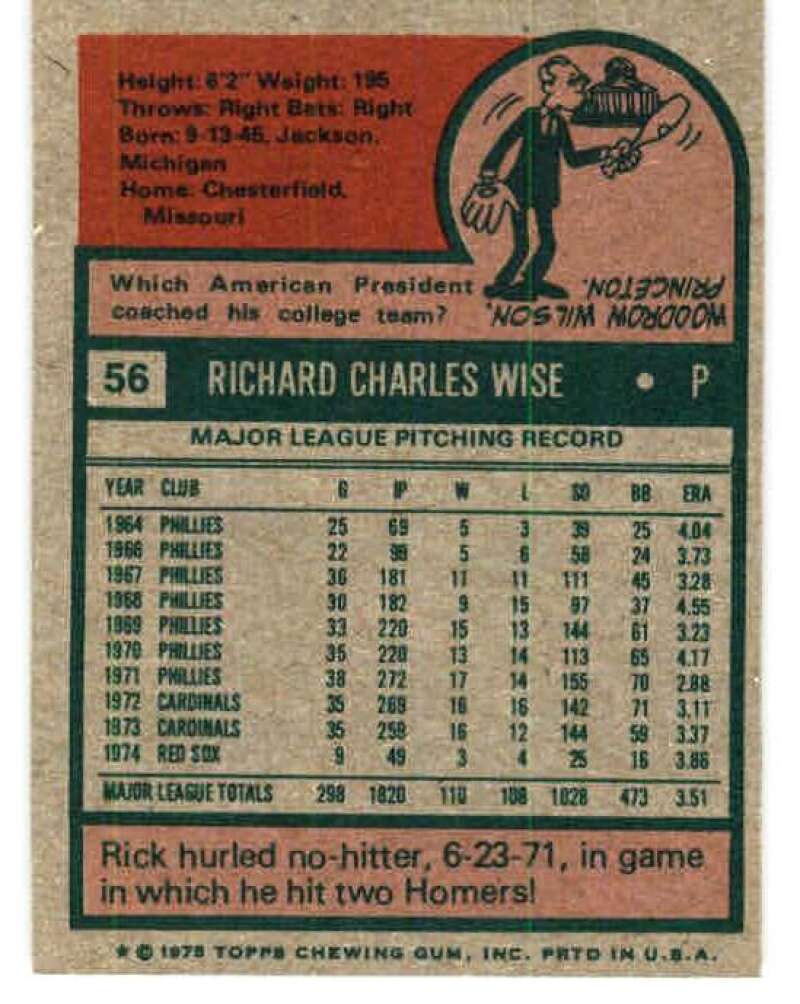 Height: 6'2" Weight: 195
Throws: Right Bats: Right
Born: 9-13-45, Jackson,
Michigan
Home: Chesterfield,
Missouri
Which American President
coached his college team?
WOODROW WILSON,
PRINCETON.
56 RICHARD CHARLES WISE • P
MAJOR LEAGUE PITCHING RECORD
YEAR CLUB G IP W L SO BB ERA
1964 PHILLIES 25 69 5 3 39 25 4.04
1966 PHILLIES 22 99 5 6 58 24 3.73
1967 PHILLIES 36 181 11 11 111 45 3.28
1968 PHILLIES 30 182 9 15 97 37 4.55
1969 PHILLIES 33 220 15 13 144 61 3.23
1970 PHILLIES 35 220 13 14 113 65 4.17
1971 PHILLIES 38 272 17 14 155 70 2.88
1972 CARDINALS 35 269 16 16 142 71 3.11
1973 CARDINALS 35 259 16 12 144 59 3.37
1974 RED SOX 9 49 3 4 25 16 3.86
MAJOR LEAGUE TOTALS 298 1820 110 108 1028 473 3.51
Rick hurled no-hitter, 6-23-71, in game
in which he hit two Homers!
★ © 1975 TOPPS CHEWING GUM, INC. PRTD IN U.S.A.